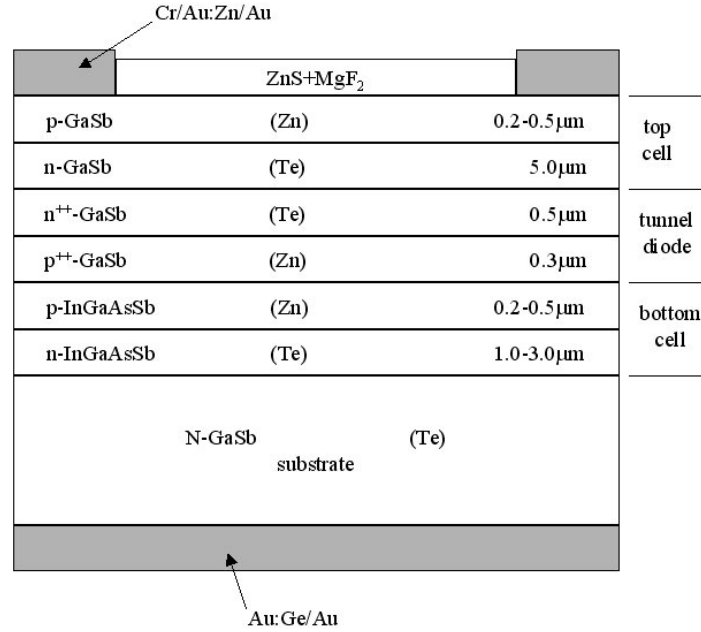 Cr/Au:Zn/Au
ZnS+MgF₂
p-GaSb (Zn) 0.2-0.5μm
top
cell
n-GaSb (Te) 5.0μm
n⁺⁺-GaSb (Te) 0.5μm
tunnel
diode
p⁺⁺-GaSb (Zn) 0.3μm
p-InGaAsSb (Zn) 0.2-0.5μm
bottom
cell
n-InGaAsSb (Te) 1.0-3.0μm
N-GaSb (Te)
substrate
Au:Ge/Au